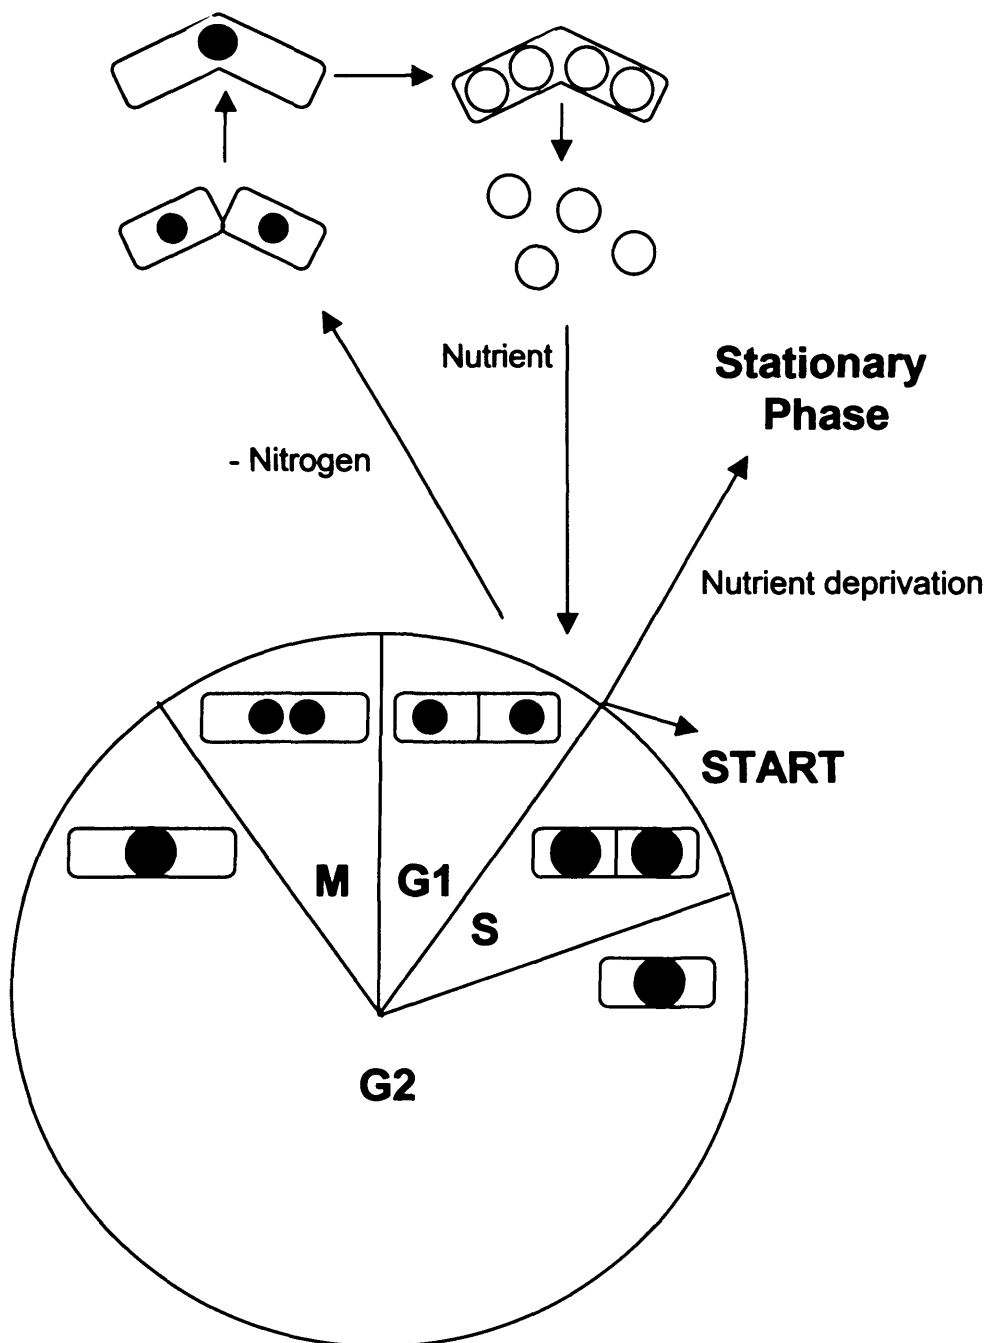 Nutrient
Stationary
Phase
- Nitrogen
Nutrient deprivation
START
M
G1
S
G2